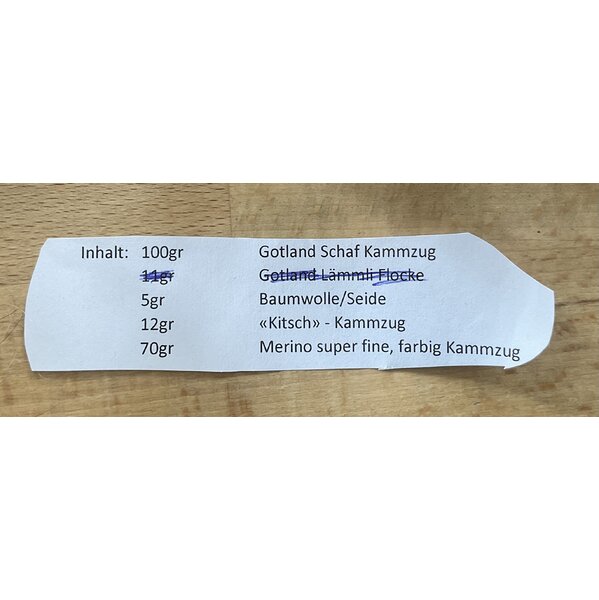 Inhalt: 100gr Gotland Schaf Kammzug
11gr Gotland Lämmli Flocke
5gr Baumwolle/Seide
12gr «Kitsch» - Kammzug
70gr Merino super fine, farbig Kammzug